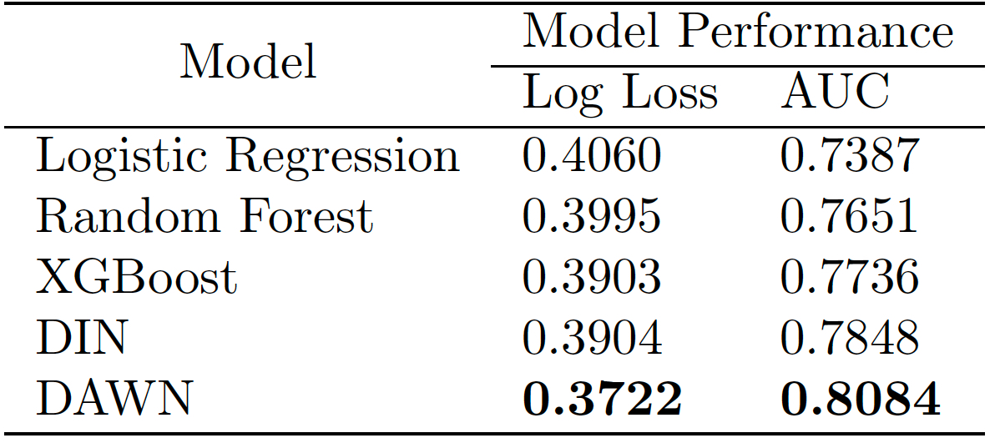 Model Performance
Model
Log Loss AUC
Logistic Regression 0.4060 0.7387
Random Forest 0.3995 0.7651
XGBoost 0.3903 0.7736
DIN 0.3904 0.7848
DAWN 0.3722 0.8084